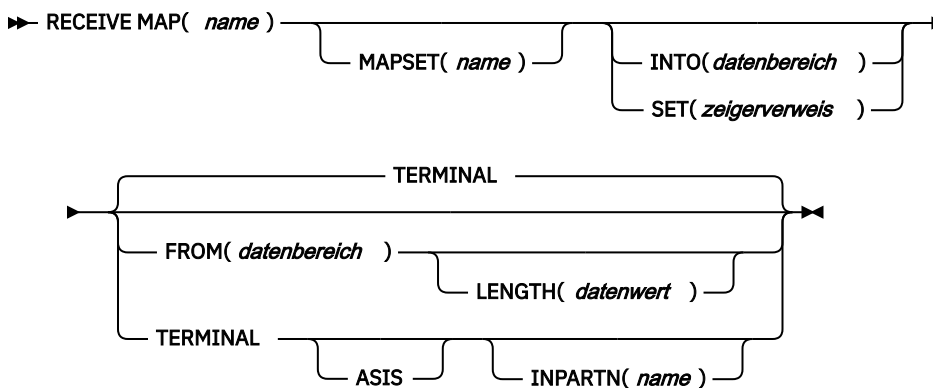 RECEIVE MAP( name )
MAPSET( name )
INTO( datenbereich )
SET( zeigerverweis )
TERMINAL
FROM( datenbereich )
LENGTH( datenwert )
TERMINAL
ASIS
INPARTN( name )